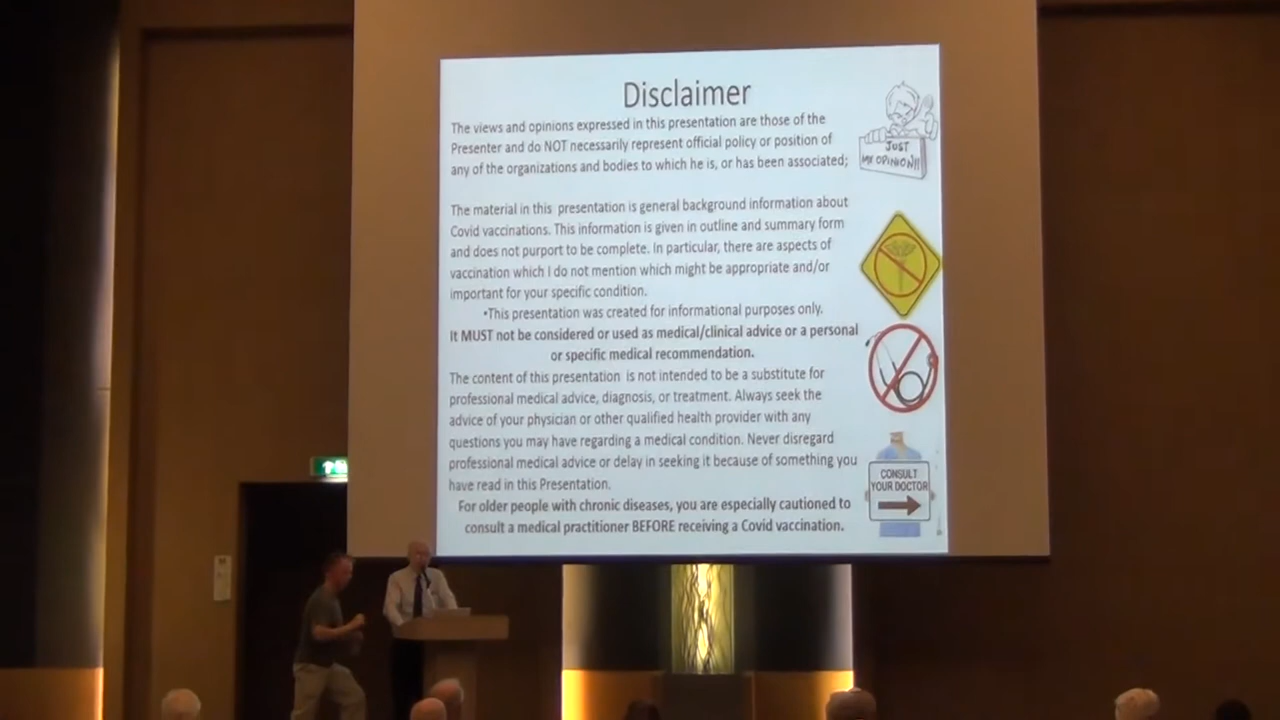 Disclaimer
The views and opinions expressed in this presentation are those of the
Presenter and do NOT necessarily represent official policy or position of
any of the organizations and bodies to which he is, or has been associated;
JUST
MY OPINION!!
The material in this presentation is general background information about
Covid vaccinations. This information is given in outline and summary form
and does not purport to be complete. In particular, there are aspects of
vaccination which I do not mention which might be appropriate and/or
important for your specific condition.
•This presentation was created for informational purposes only.
It MUST not be considered or used as medical/clinical advice or a personal
or specific medical recommendation.
The content of this presentation is not intended to be a substitute for
professional medical advice, diagnosis, or treatment. Always seek the
advice of your physician or other qualified health provider with any
questions you may have regarding a medical condition. Never disregard
professional medical advice or delay in seeking it because of something you
have read in this Presentation.
CONSULT
YOUR DOCTOR
For older people with chronic diseases, you are especially cautioned to
consult a medical practitioner BEFORE receiving a Covid vaccination.